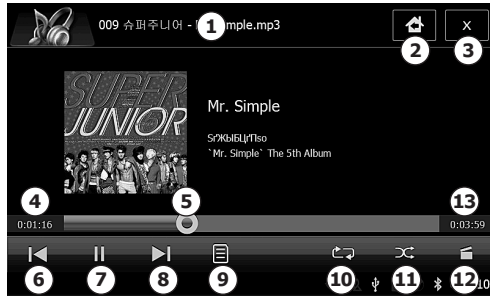 009 슈퍼주니어 - mple.mp3
1
x
2
3
SUPER
JUNIOR
Mr. Simple
`Mr. Simple` The 5th Album
4
5
13
0:01:16
0:03:59
6
7
8
9
10
11
12
10